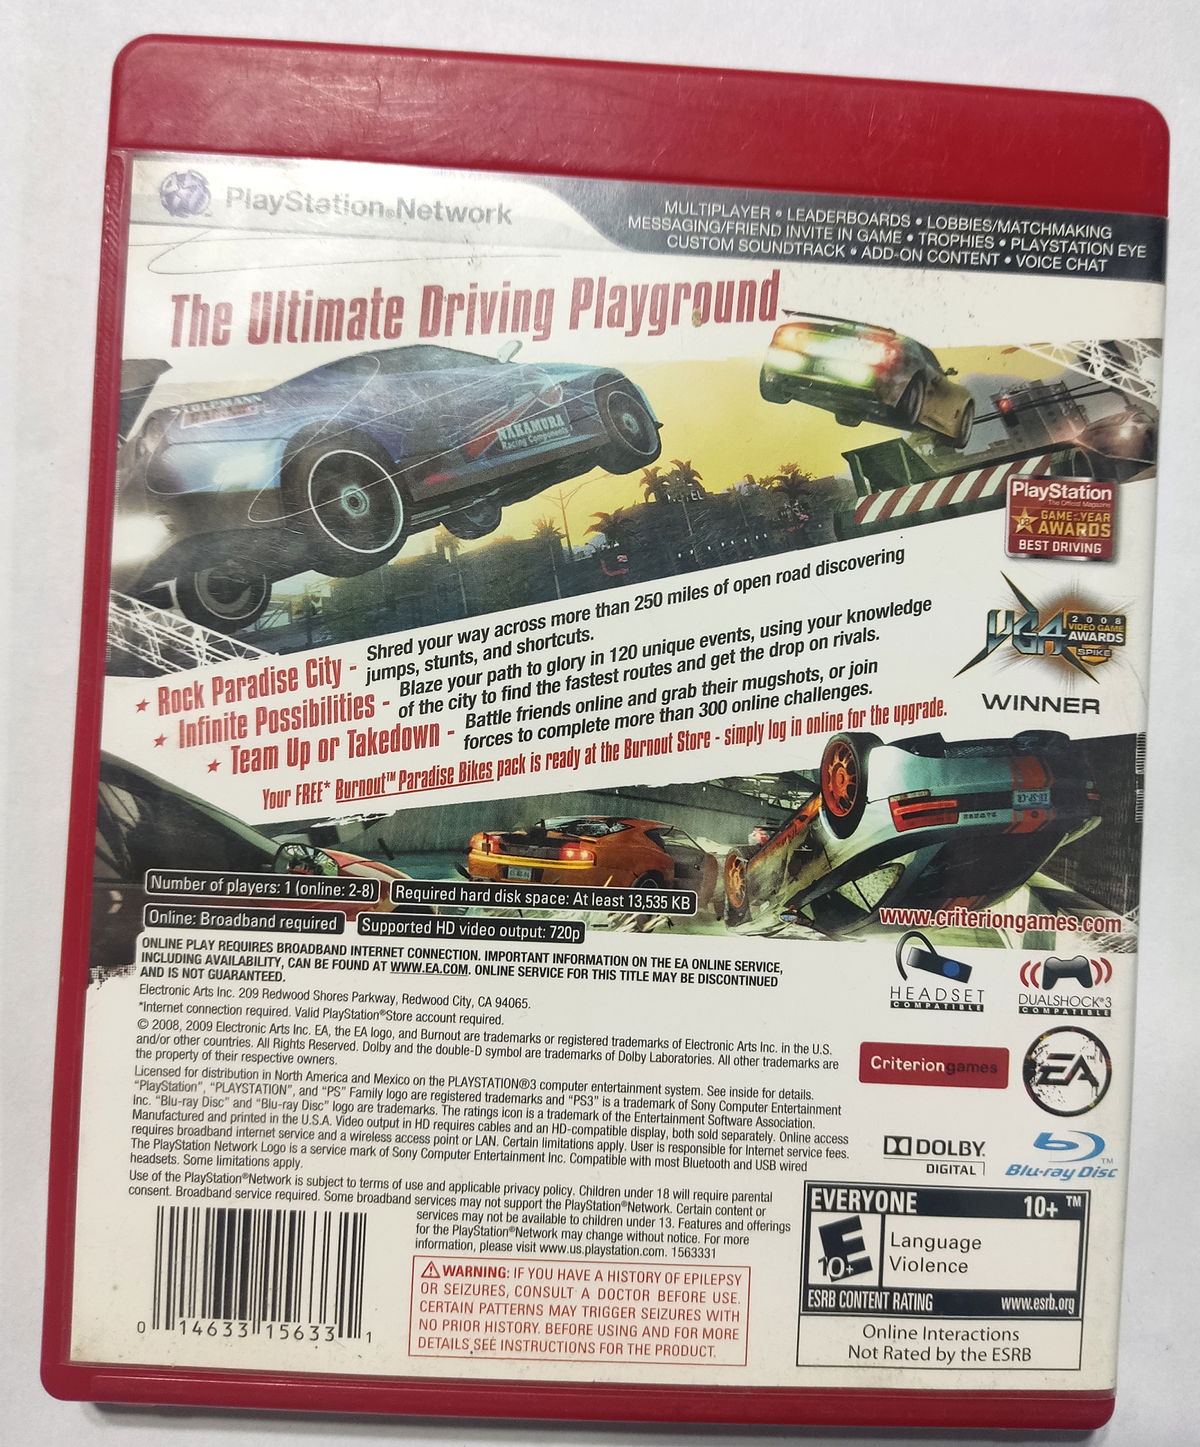 PlayStation®Network
MULTIPLAYER • LEADERBOARDS • LOBBIES/MATCHMAKING
MESSAGING/FRIEND INVITE IN GAME • TROPHIES • PLAYSTATION EYE
CUSTOM SOUNDTRACK • ADD-ON CONTENT • VOICE CHAT
The Ultimate Driving Playground
NAKAMURA
Racing Components
PlayStation
The Official Magazine
GAME OF THE YEAR
AWARDS
BEST DRIVING
VGA
2008
VIDEO GAME
AWARDS
SPIKE
WINNER
★ Rock Paradise City - Shred your way across more than 250 miles of open road discovering
jumps, stunts, and shortcuts.
★ Infinite Possibilities - Blaze your path to glory in 120 unique events, using your knowledge
of the city to find the fastest routes and get the drop on rivals.
★ Team Up or Takedown - Battle friends online and grab their mugshots, or join
forces to complete more than 300 online challenges.
Your FREE* Burnout™ Paradise Bikes pack is ready at the Burnout Store - simply log in online for the upgrade.
Number of players: 1 (online: 2-8)
Required hard disk space: At least 13,535 KB
Online: Broadband required
Supported HD video output: 720p
www.criteriongames.com
ONLINE PLAY REQUIRES BROADBAND INTERNET CONNECTION. IMPORTANT INFORMATION ON THE EA ONLINE SERVICE,
INCLUDING AVAILABILITY, CAN BE FOUND AT WWW.EA.COM. ONLINE SERVICE FOR THIS TITLE MAY BE DISCONTINUED
AND IS NOT GUARANTEED.
Electronic Arts Inc. 209 Redwood Shores Parkway, Redwood City, CA 94065.
*Internet connection required. Valid PlayStation®Store account required.
© 2008, 2009 Electronic Arts Inc. EA, the EA logo, and Burnout are trademarks or registered trademarks of Electronic Arts Inc. in the U.S.
and/or other countries. All Rights Reserved. Dolby and the double-D symbol are trademarks of Dolby Laboratories. All other trademarks are
the property of their respective owners.
Licensed for distribution in North America and Mexico on the PLAYSTATION®3 computer entertainment system. See inside for details.
"PlayStation", "PLAYSTATION", and "PS" Family logo are registered trademarks and "PS3" is a trademark of Sony Computer Entertainment
Inc. "Blu-ray Disc" and "Blu-ray Disc" logo are trademarks. The ratings icon is a trademark of the Entertainment Software Association.
Manufactured and printed in the U.S.A. Video output in HD requires cables and an HD-compatible display, both sold separately. Online access
requires broadband internet service and a wireless access point or LAN. Certain limitations apply. User is responsible for Internet service fees.
The PlayStation Network Logo is a service mark of Sony Computer Entertainment Inc. Compatible with most Bluetooth and USB wired
headsets. Some limitations apply.
Use of the PlayStation®Network is subject to terms of use and applicable privacy policy. Children under 18 will require parental
consent. Broadband service required. Some broadband services may not support the PlayStation®Network. Certain content or
services may not be available to children under 13. Features and offerings
for the PlayStation®Network may change without notice. For more
information, please visit www.us.playstation.com. 1563331
HEADSET
COMPATIBLE
DUALSHOCK®3
COMPATIBLE
Criteriongames
EA
DOLBY
DIGITAL
Blu-ray Disc™
0 14633 15633 1
WARNING: IF YOU HAVE A HISTORY OF EPILEPSY
OR SEIZURES, CONSULT A DOCTOR BEFORE USE.
CERTAIN PATTERNS MAY TRIGGER SEIZURES WITH
NO PRIOR HISTORY. BEFORE USING AND FOR MORE
DETAILS SEE INSTRUCTIONS FOR THE PRODUCT.
EVERYONE 10+ ™
E
10+
Language
Violence
ESRB CONTENT RATING www.esrb.org
Online Interactions
Not Rated by the ESRB